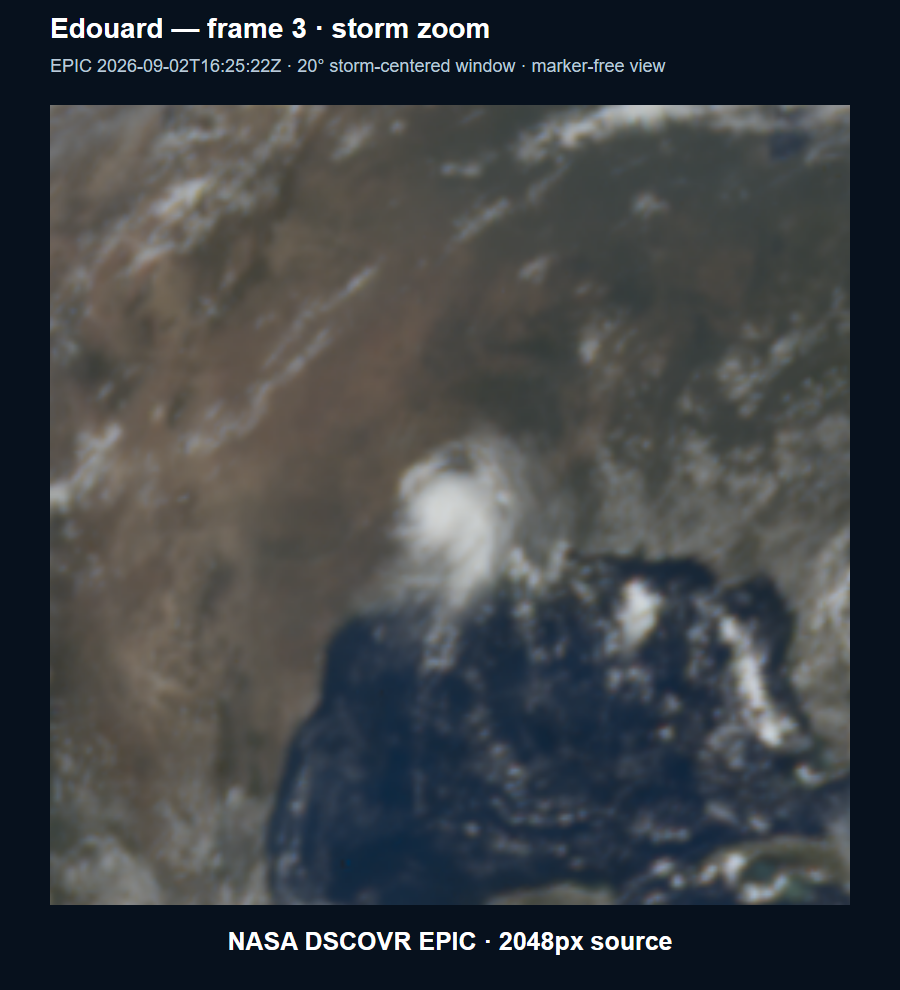 Edouard — frame 3 · storm zoom
EPIC 2026-09-02T16:25:22Z · 20° storm-centered window · marker-free view
NASA DSCOVR EPIC · 2048px source